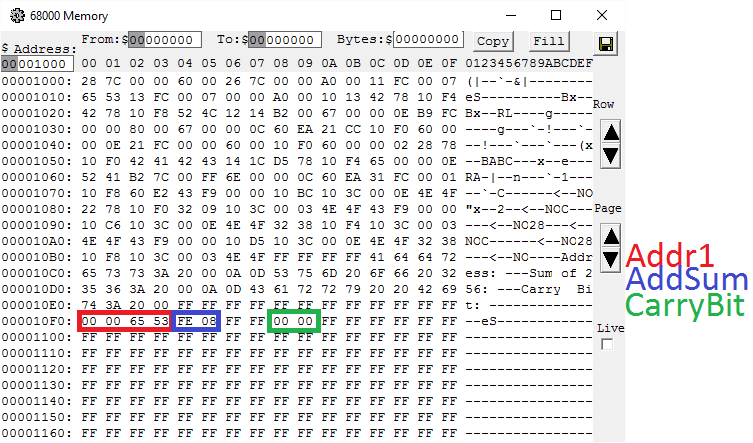 68000 Memory
From:$ 00000000 To:$ 00000000 Bytes:$ 00000000 Copy Fill
$ Address:
00001000 00 01 02 03 04 05 06 07 08 09 0A 0B 0C 0D 0E 0F 0123456789ABCDEF
00001000: 28 7C 00 00 60 00 26 7C 00 00 A0 00 11 FC 00 07 (|--`-&|--------
00001010: 65 53 13 FC 00 07 00 00 A0 00 10 13 42 78 10 F4 eS----------Bx--
00001020: 42 78 10 F8 52 4C 12 14 B2 00 67 00 00 0E B9 FC Bx--RL----g-----
Row
00001030: 00 00 80 00 67 00 00 0C 60 EA 21 CC 10 F0 60 00 ----g---`-!---`-
00001040: 00 0E 21 FC 00 00 60 00 10 F0 60 00 00 02 28 78 --!---`---`---(x
00001050: 10 F0 42 41 42 43 14 1C D5 78 10 F4 65 00 00 0E --BABC---x--e---
00001060: 52 41 B2 7C 00 FF 6E 00 00 0C 60 EA 31 FC 00 01 RA-|--n---`-1---
00001070: 10 F8 60 E2 43 F9 00 00 10 BC 10 3C 00 0E 4E 4F --`-C------<--NO
00001080: 22 78 10 F0 32 09 10 3C 00 03 4E 4F 43 F9 00 00 "x--2--<--NOC---
Page
00001090: 10 C6 10 3C 00 0E 4E 4F 32 38 10 F4 10 3C 00 03 ---<--NO28---<--
000010A0: 4E 4F 43 F9 00 00 10 D5 10 3C 00 0E 4E 4F 32 38 NOC------<--NO28
000010B0: 10 F8 10 3C 00 03 4E 4F FF FF FF FF 41 64 64 72 ---<--NO----Addr
000010C0: 65 73 73 3A 20 00 0A 0D 53 75 6D 20 6F 66 20 32 ess: ---Sum of 2
000010D0: 35 36 3A 20 00 0A 0D 43 61 72 72 79 20 20 42 69 56: ---Carry  Bi
000010E0: 74 3A 20 00 FF FF FF FF FF FF FF FF FF FF FF FF t: -------------
000010F0: 00 00 65 53 FE 08 FF FF 00 00 FF FF FF FF FF FF --eS------------
00001100: FF FF FF FF FF FF FF FF FF FF FF FF FF FF FF FF ----------------
00001110: FF FF FF FF FF FF FF FF FF FF FF FF FF FF FF FF ----------------
00001120: FF FF FF FF FF FF FF FF FF FF FF FF FF FF FF FF ----------------
00001130: FF FF FF FF FF FF FF FF FF FF FF FF FF FF FF FF ----------------
00001140: FF FF FF FF FF FF FF FF FF FF FF FF FF FF FF FF ----------------
00001150: FF FF FF FF FF FF FF FF FF FF FF FF FF FF FF FF ----------------
00001160: FF FF FF FF FF FF FF FF FF FF FF FF FF FF FF FF ----------------
Live
Addr1
AddSum
CarryBit